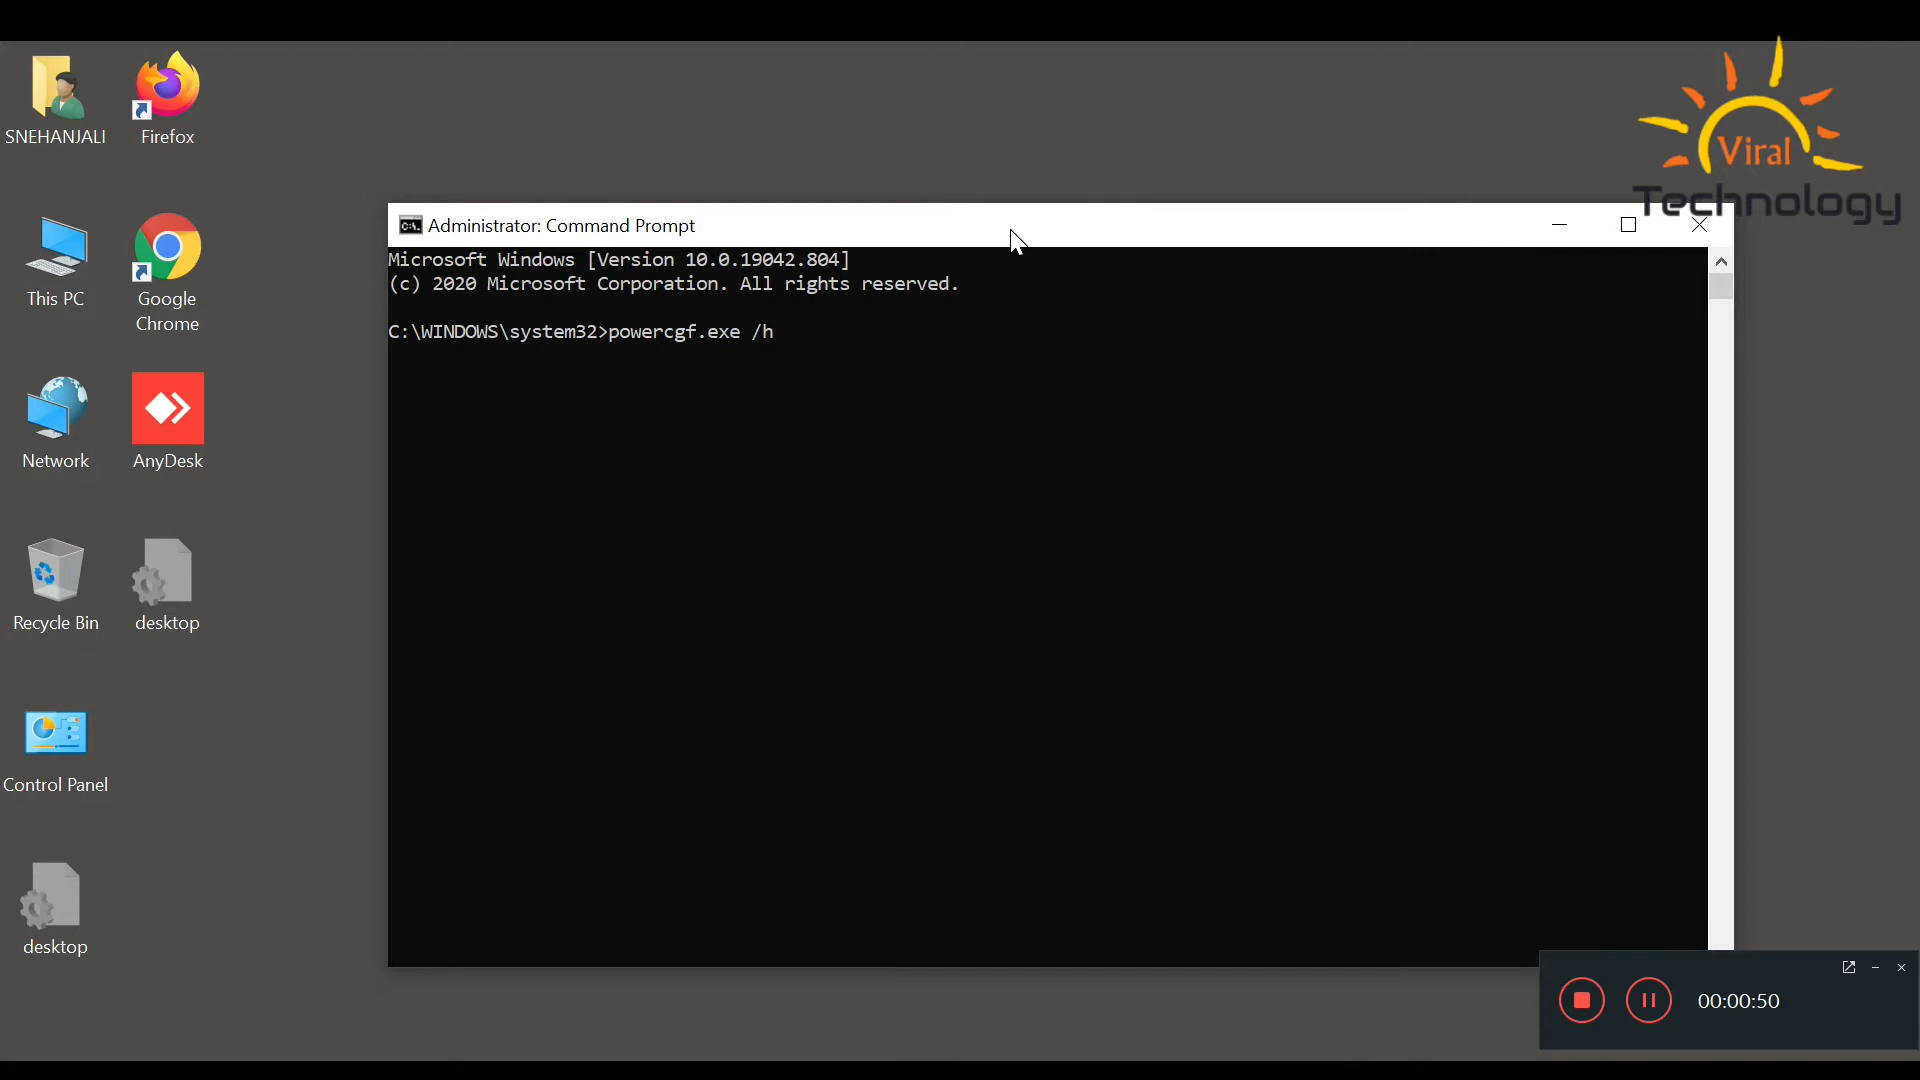 SNEHANJALI
Firefox
Viral
Technology
This PC
Google
Chrome
Network
AnyDesk
Recycle Bin
desktop
Control Panel
desktop
Administrator: Command Prompt
Microsoft Windows [Version 10.0.19042.804]
(c) 2020 Microsoft Corporation. All rights reserved.
C:\WINDOWS\system32>powercgf.exe /h
00:00:50